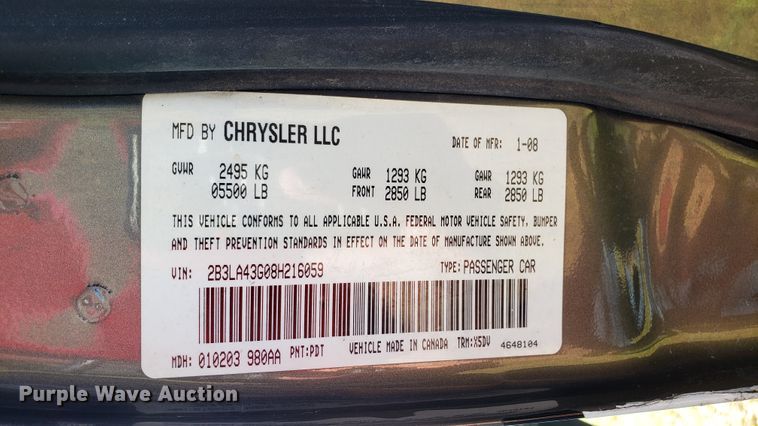 MFD BY CHRYSLER LLC DATE OF MFR: 1-08
GVWR 2495 KG GAWR 1293 KG GAWR 1293 KG
05500 LB FRONT 2850 LB REAR 2850 LB
THIS VEHICLE CONFORMS TO ALL APPLICABLE U.S.A. FEDERAL MOTOR VEHICLE SAFETY, BUMPER
AND THEFT PREVENTION STANDARDS IN EFFECT ON THE DATE OF MANUFACTURE SHOWN ABOVE.
VIN: 2B3LA43G08H216059 TYPE: PASSENGER CAR
MDH: 010203 980AA PNT:PDT VEHICLE MADE IN CANADA TRM:X5DV 4648104
Purple Wave Auction